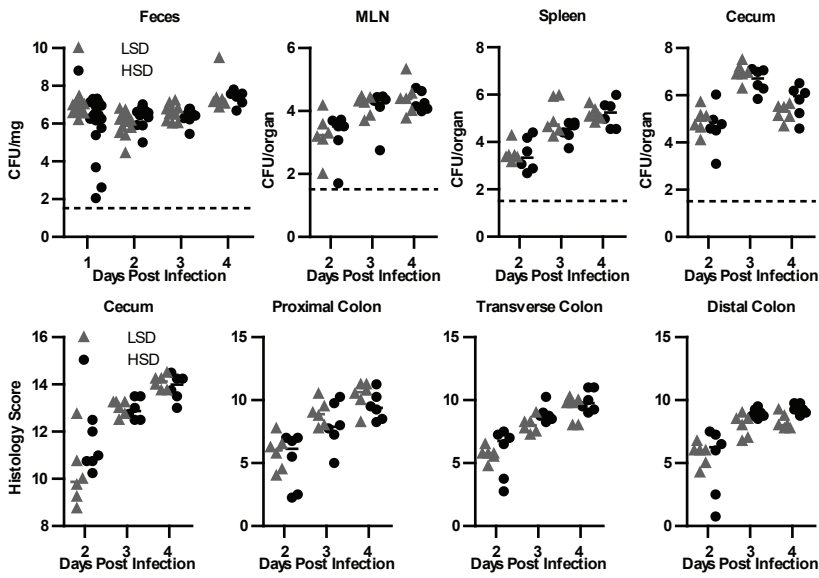 Feces
MLN
Spleen
Cecum
10
8
6
4
2
0
CFU/mg
LSD
HSD
1 2 3 4
Days Post Infection
6
4
2
0
CFU/organ
2 3 4
Days Post Infection
8
6
4
2
0
CFU/organ
2 3 4
Days Post Infection
8
6
4
2
0
CFU/organ
2 3 4
Days Post Infection
Cecum
Proximal Colon
Transverse Colon
Distal Colon
16
14
12
10
8
Histology Score
LSD
HSD
2 3 4
Days Post Infection
15
10
5
0
2 3 4
Days Post Infection
15
10
5
0
2 3 4
Days Post Infection
15
10
5
0
2 3 4
Days Post Infection